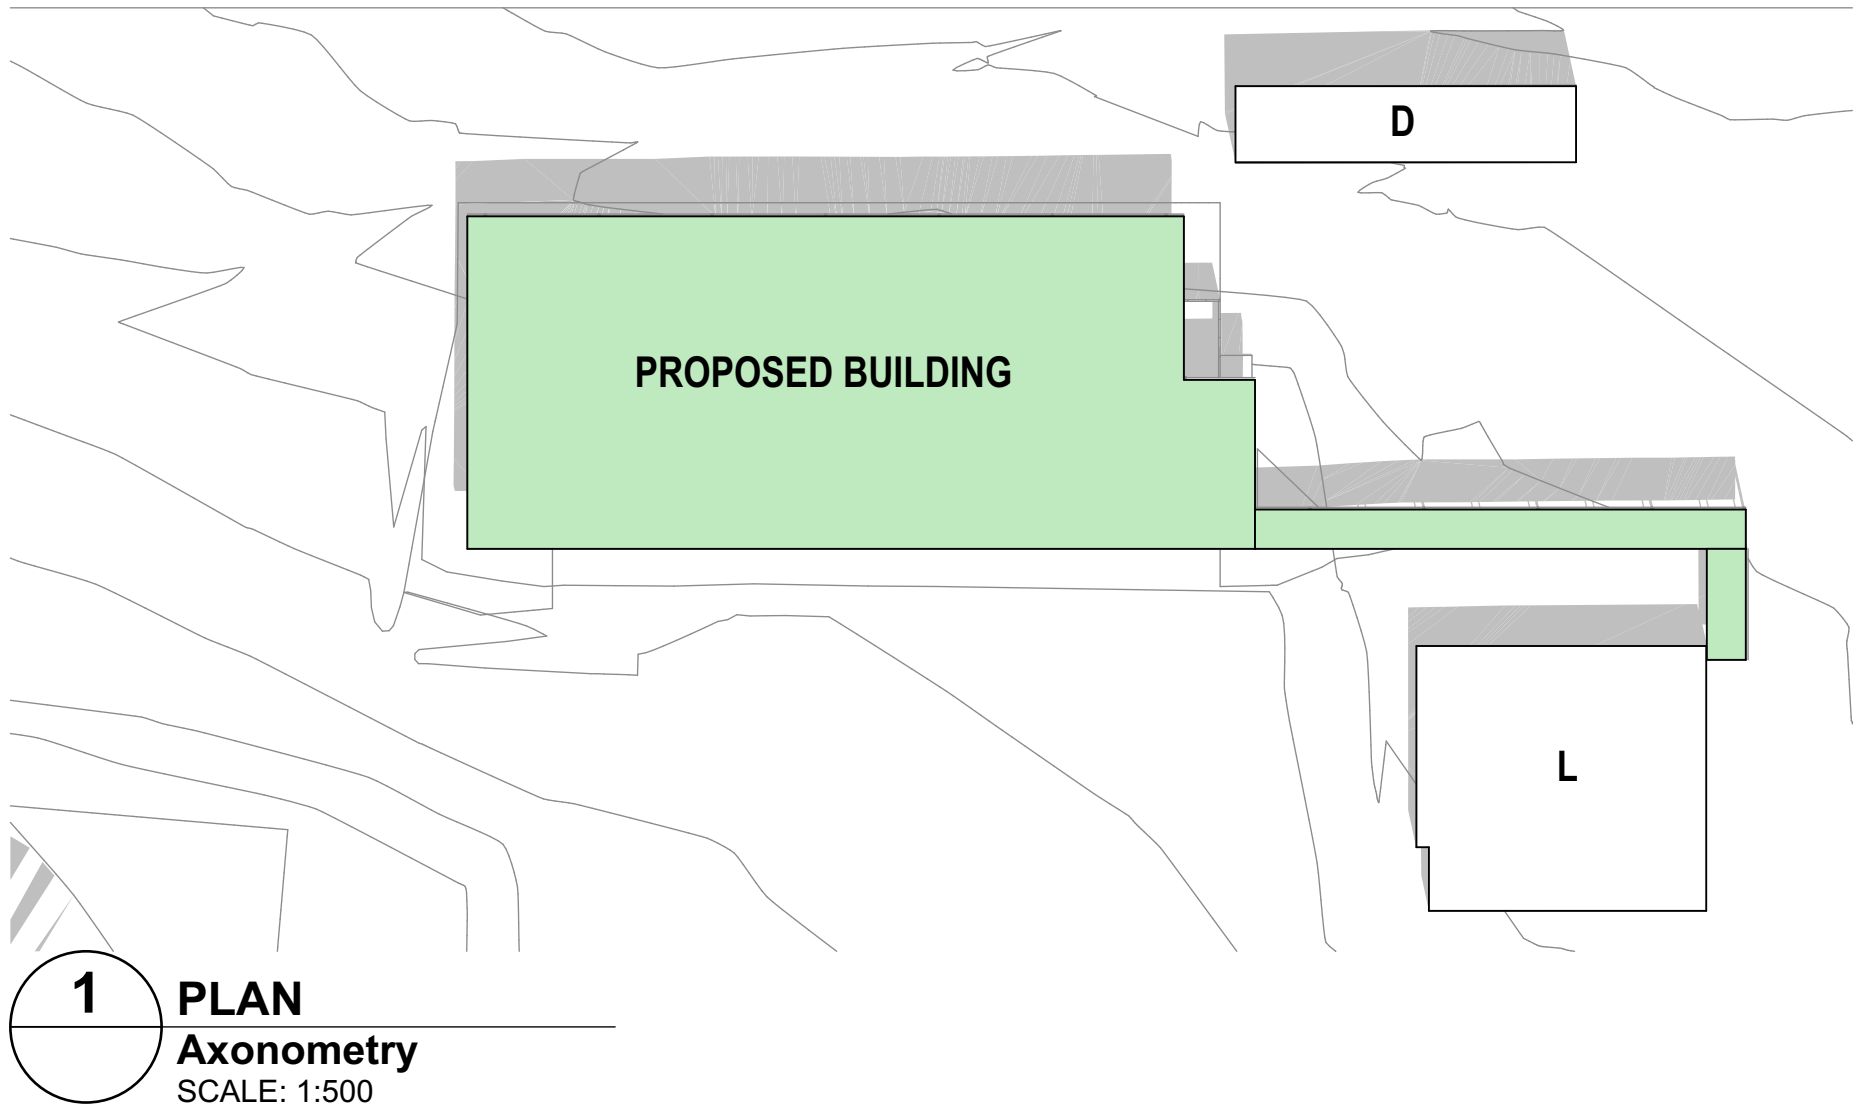 D
PROPOSED BUILDING
L
1
PLAN
Axonometry
SCALE: 1:500